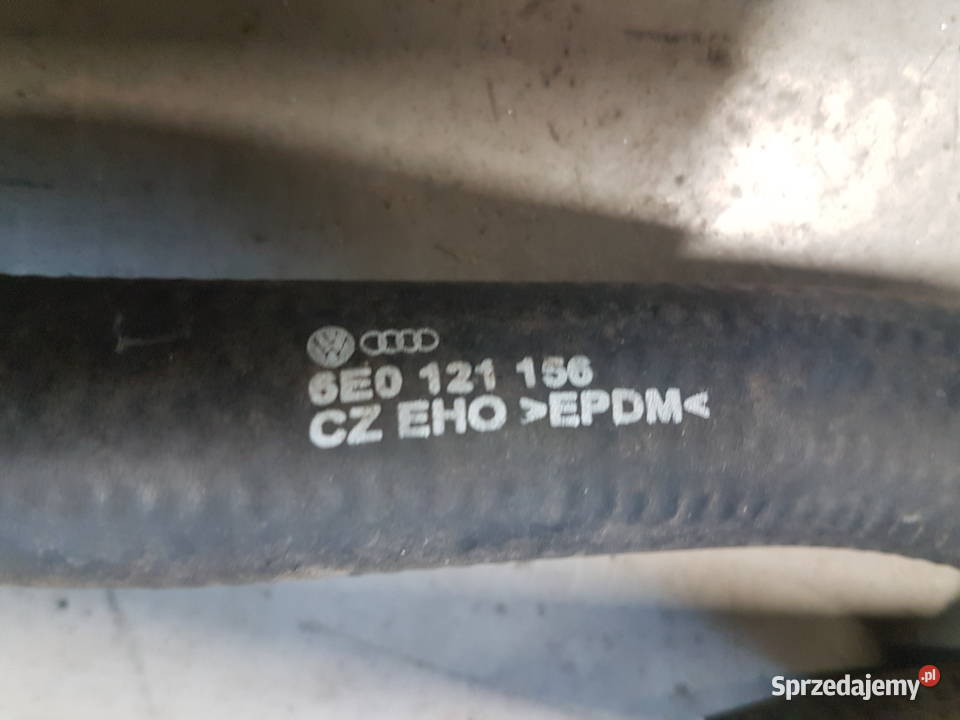 6E0 121 156
CZ EHO >EPDM<
Sprzedajemy.pl